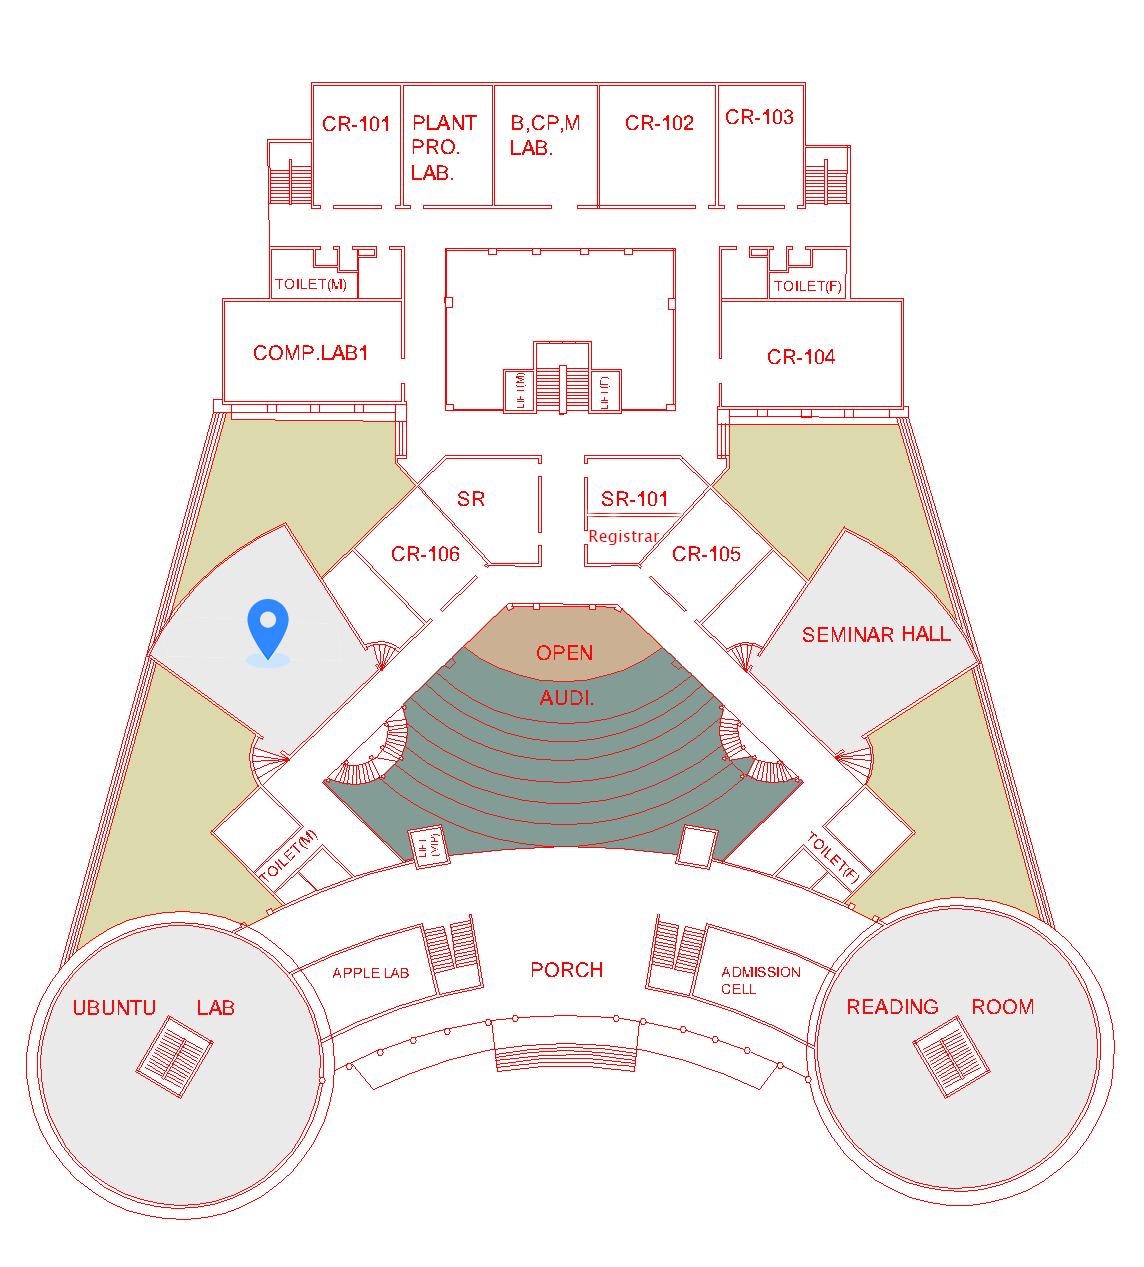 CR-101
PLANT
PRO.
LAB.
B,CP,M
LAB.
CR-102
CR-103
TOILET(M)
TOILET(F)
COMP.LAB1
CR-104
LIFT(M)
LIFT(F)
SR
SR-101
Registrar
CR-106
CR-105
OPEN
AUDI.
SEMINAR HALL
TOILET(M)
LIFT
(VIP)
TOILET(F)
APPLE LAB
PORCH
ADMISSION
CELL
UBUNTU LAB
READING ROOM